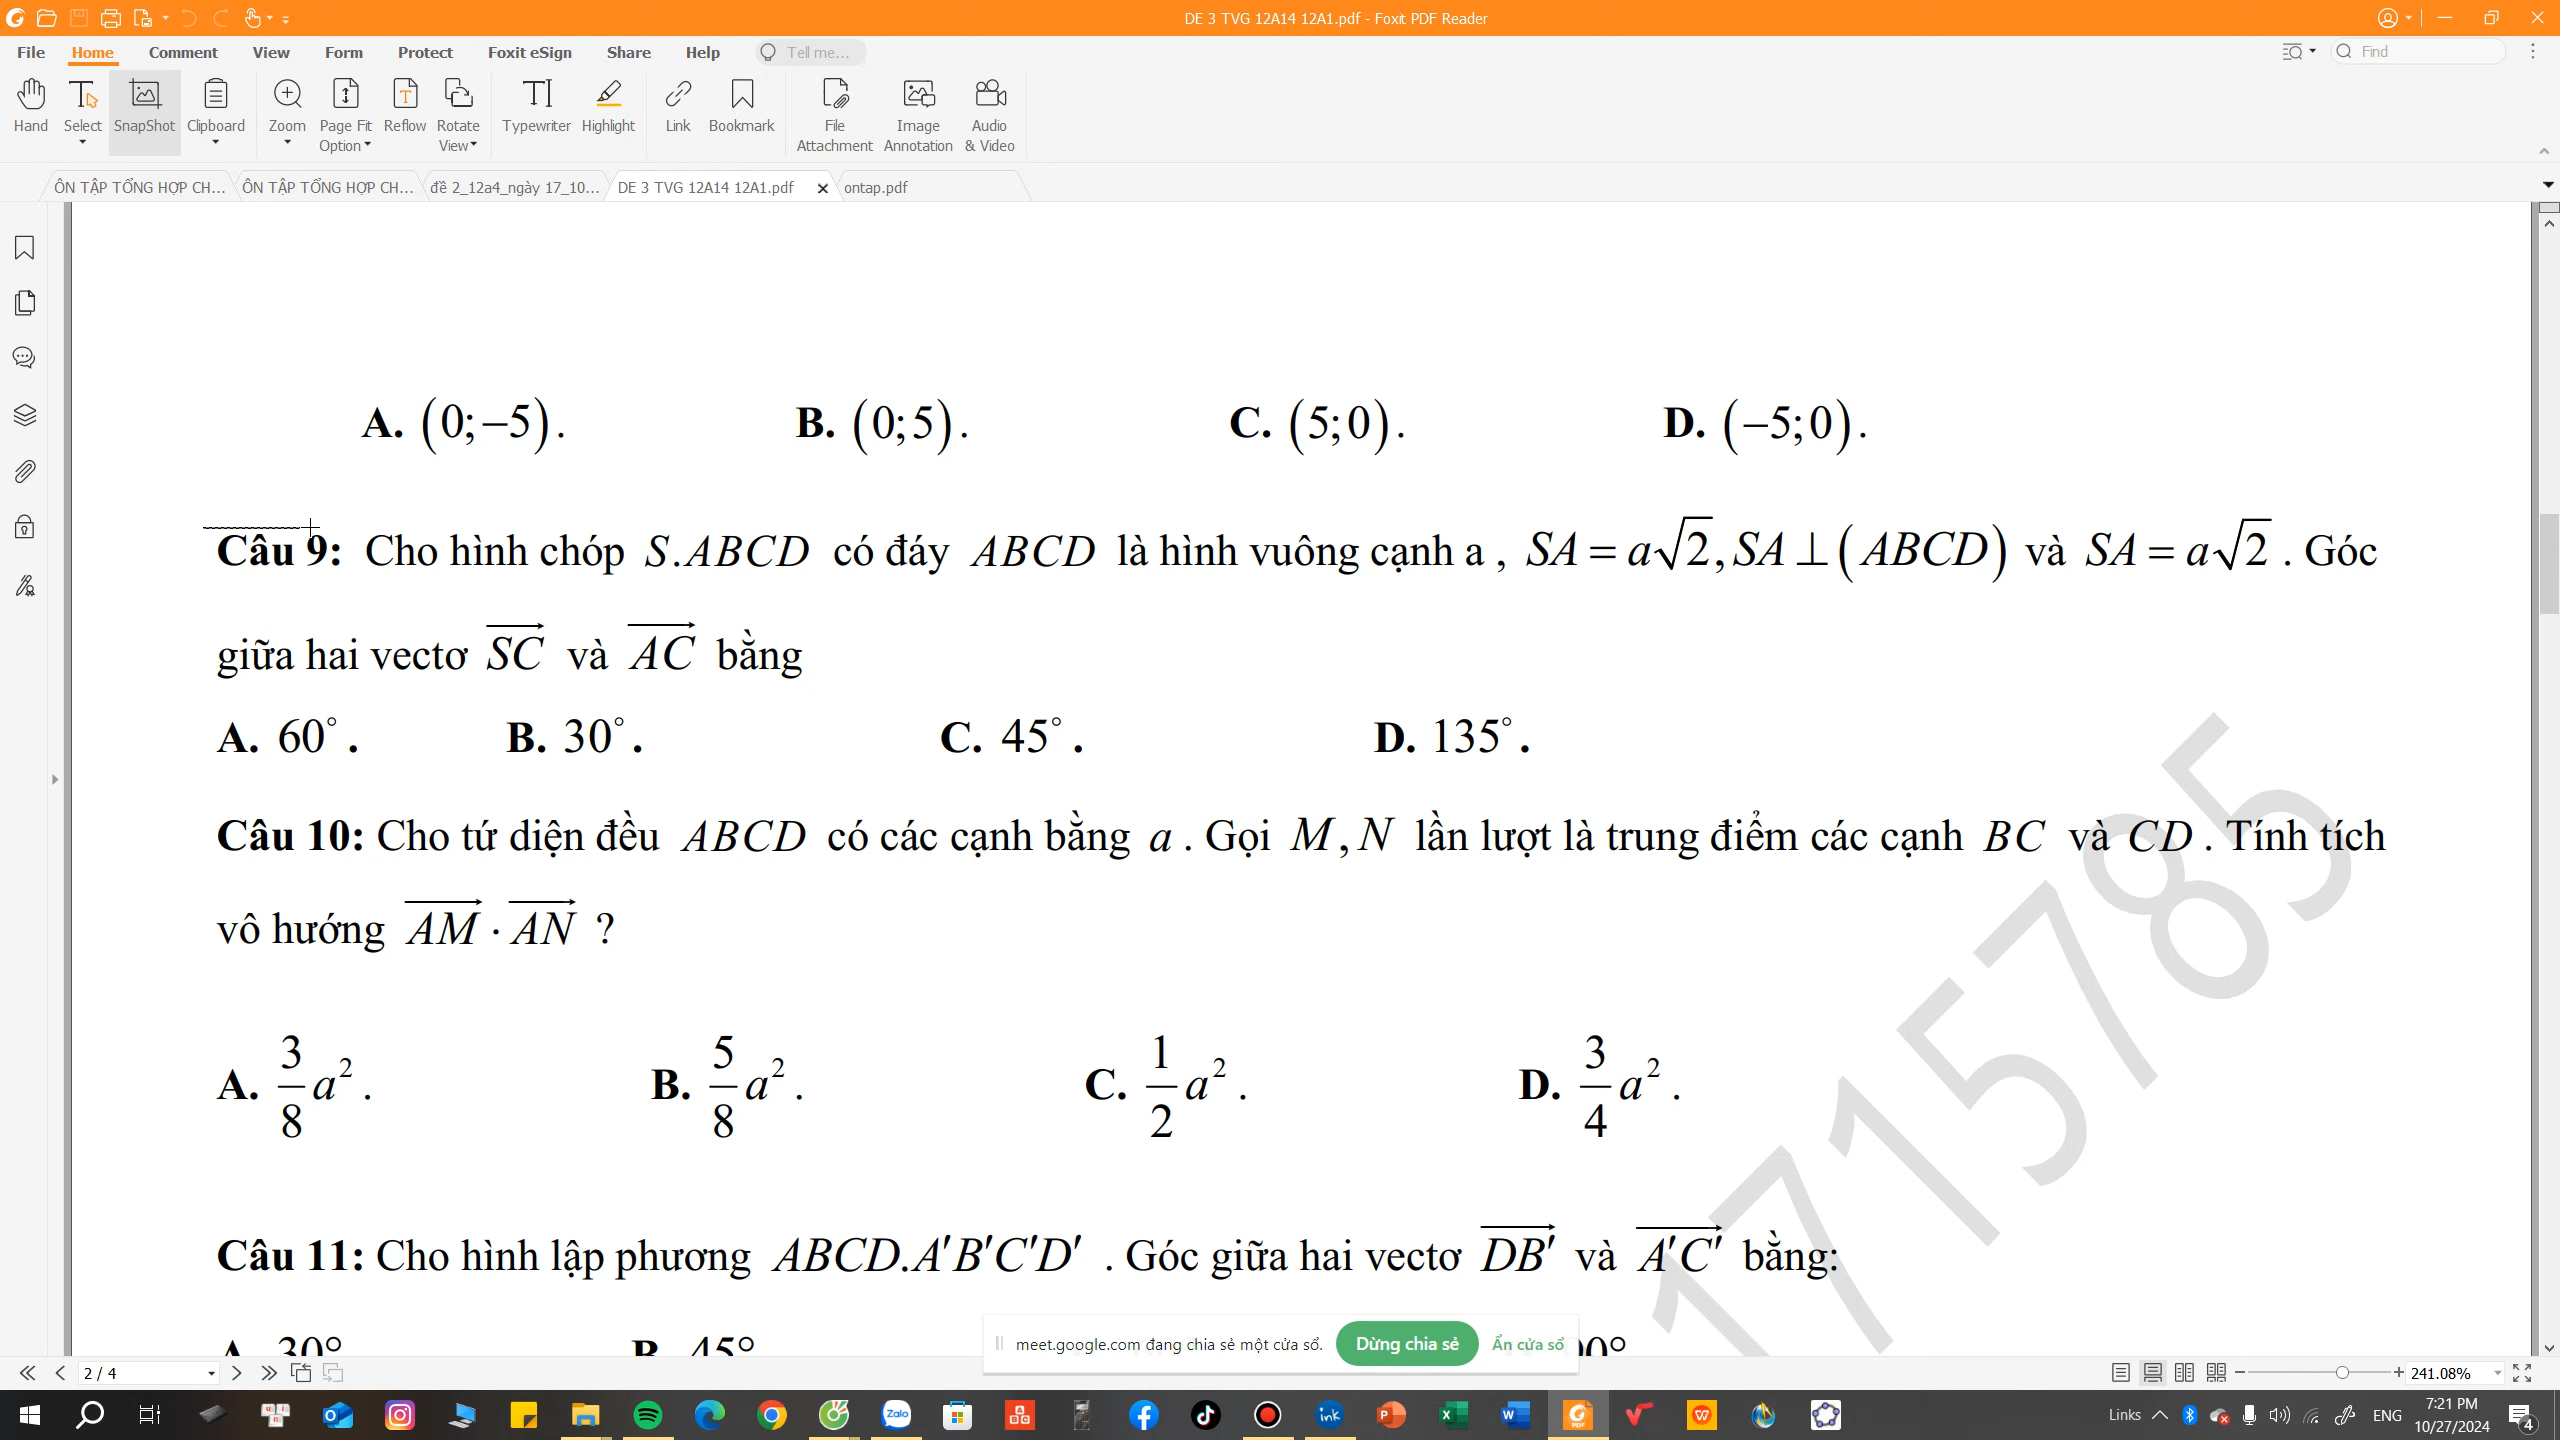 DE 3 TVG 12A14 12A1.pdf - Foxit PDF Reader
File Home Comment View Form Protect Foxit eSign Share Help Tell me... Find
Hand Select SnapShot Clipboard Zoom Page Fit Option Reflow Rotate View Typewriter Highlight Link Bookmark File Attachment Image Annotation Audio & Video
ÔN TẬP TỔNG HỢP CH... ÔN TẬP TỔNG HỢP CH... đề 2_12a4_ngày 17_10... DE 3 TVG 12A14 12A1.pdf ontap.pdf
A. (0;−5). B. (0;5). C. (5;0). D. (−5;0).
Câu 9: Cho hình chóp S.ABCD có đáy ABCD là hình vuông cạnh a , SA = a√2, SA ⊥ (ABCD) và SA = a√2 . Góc
giữa hai vectơ SC→ và AC→ bằng
A. 60°. B. 30°. C. 45°. D. 135°.
Câu 10: Cho tứ diện đều ABCD có các cạnh bằng a . Gọi M, N lần lượt là trung điểm các cạnh BC và CD . Tính tích
vô hướng AM→ · AN→ ?
A. 3/8 a². B. 5/8 a². C. 1/2 a². D. 3/4 a².
Câu 11: Cho hình lập phương ABCD.A′B′C′D′ . Góc giữa hai vectơ DB′→ và A′C′→ bằng:
A. 30° B. 45°
1715785
meet.google.com đang chia sẻ một cửa sổ. Dừng chia sẻ Ẩn cửa sổ
2 / 4 241.08%
Links ENG 7:21 PM
10/27/2024 4